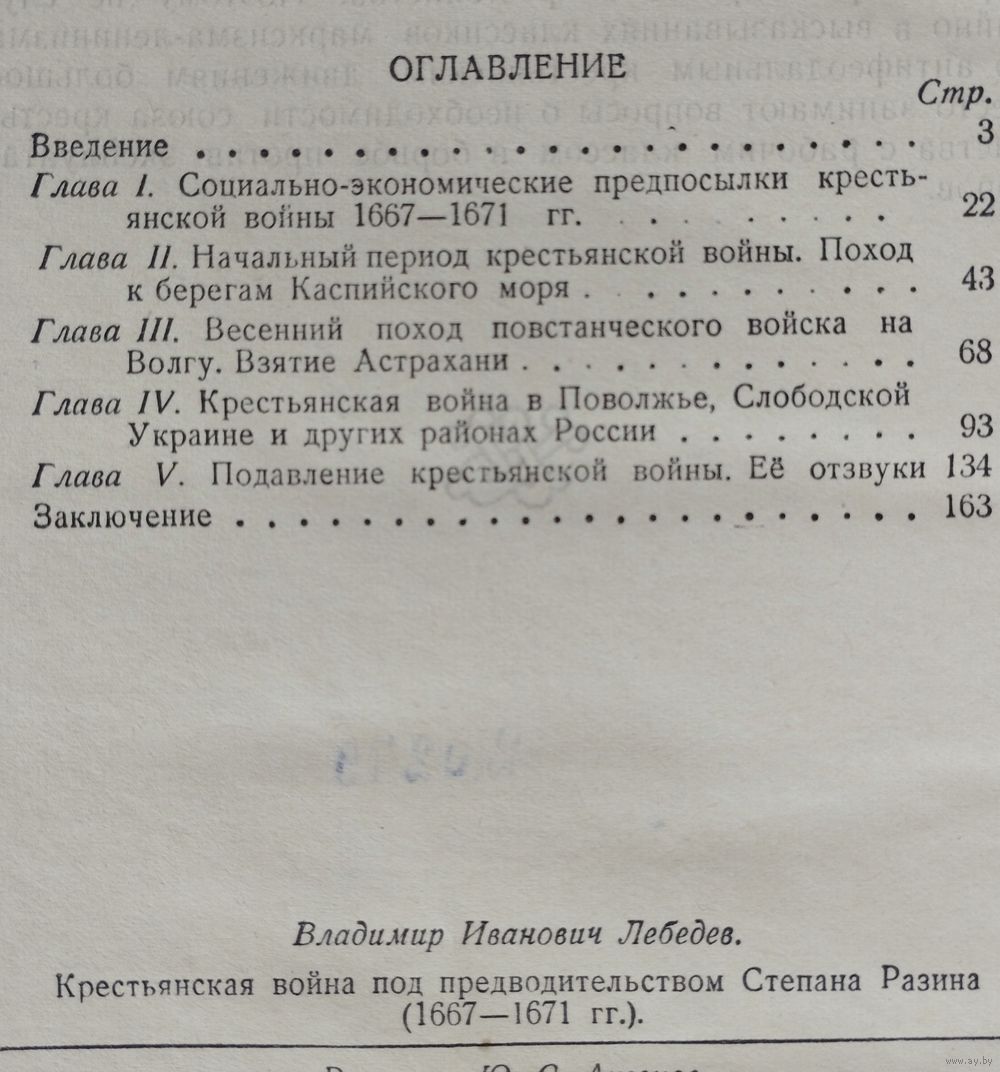 ОГЛАВЛЕНИЕ
Стр.
Введение . . . . . . . . . . . . . . . . . . . 3
Глава I. Социально-экономические предпосылки кресть-
янской войны 1667—1671 гг. . . . . . . . . 22
Глава II. Начальный период крестьянской войны. Поход
к берегам Каспийского моря . . . . . . . . . . . 43
Глава III. Весенний поход повстанческого войска на
Волгу. Взятие Астрахани . . . . . . . . . . . . . 68
Глава IV. Крестьянская война в Поволжье, Слободской
Украине и других районах России . . . . . . . . 93
Глава V. Подавление крестьянской войны. Её отзвуки 134
Заключение . . . . . . . . . . . . . . . . . . 163
Владимир Иванович Лебедев.
Крестьянская война под предводительством Степана Разина
(1667—1671 гг.).
www.ay.by